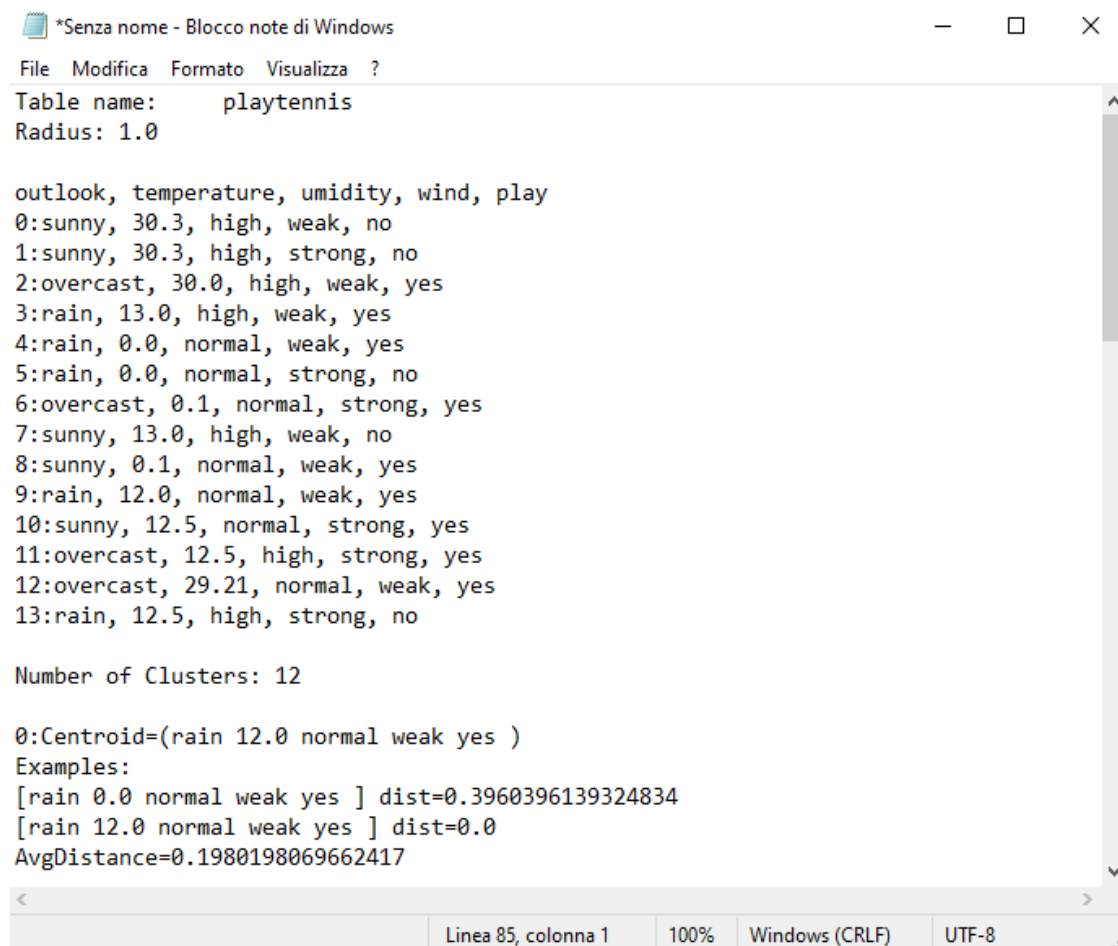 *Senza nome - Blocco note di Windows
File Modifica Formato Visualizza ?
Table name: playtennis
Radius: 1.0
outlook, temperature, umidity, wind, play
0:sunny, 30.3, high, weak, no
1:sunny, 30.3, high, strong, no
2:overcast, 30.0, high, weak, yes
3:rain, 13.0, high, weak, yes
4:rain, 0.0, normal, weak, yes
5:rain, 0.0, normal, strong, no
6:overcast, 0.1, normal, strong, yes
7:sunny, 13.0, high, weak, no
8:sunny, 0.1, normal, weak, yes
9:rain, 12.0, normal, weak, yes
10:sunny, 12.5, normal, strong, yes
11:overcast, 12.5, high, strong, yes
12:overcast, 29.21, normal, weak, yes
13:rain, 12.5, high, strong, no
Number of Clusters: 12
0:Centroid=(rain 12.0 normal weak yes )
Examples:
[rain 0.0 normal weak yes ] dist=0.3960396139324834
[rain 12.0 normal weak yes ] dist=0.0
AvgDistance=0.1980198069662417
Linea 85, colonna 1 100% Windows (CRLF) UTF-8